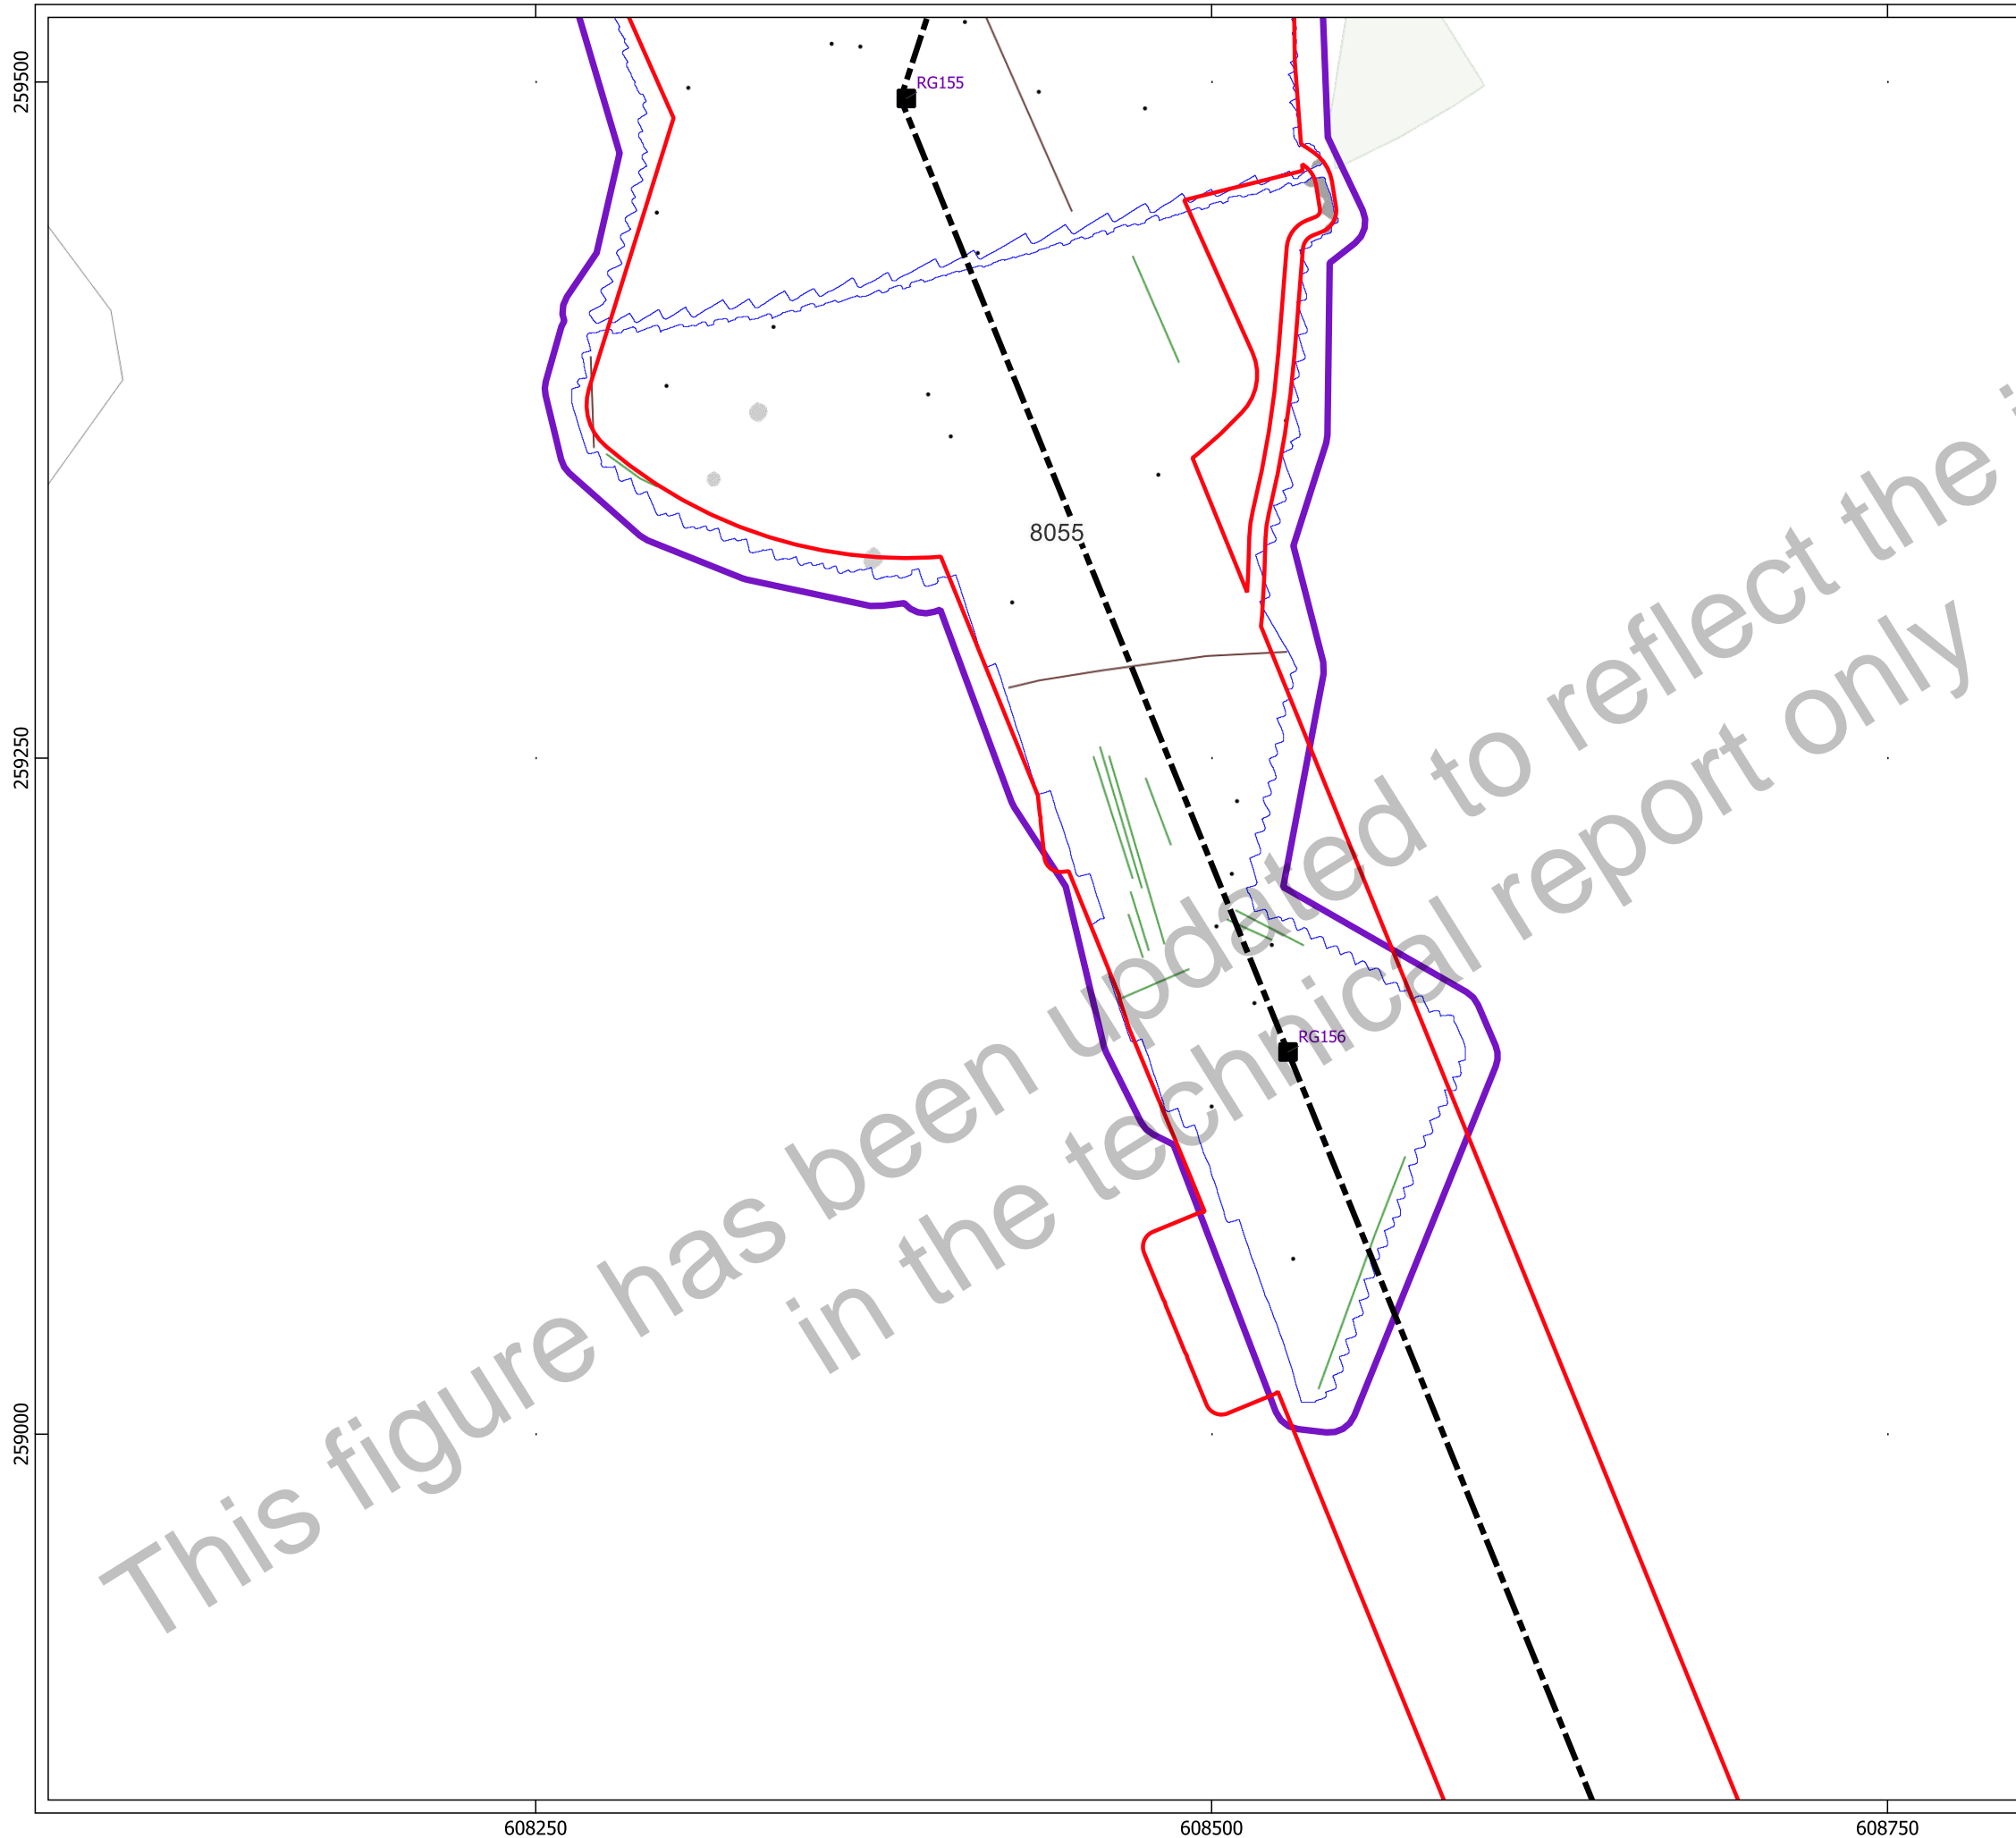 259500
RG155
8055
259250
RG156
259000
This figure has been updated to reflect the
in the technical report only
608250
608500
608750